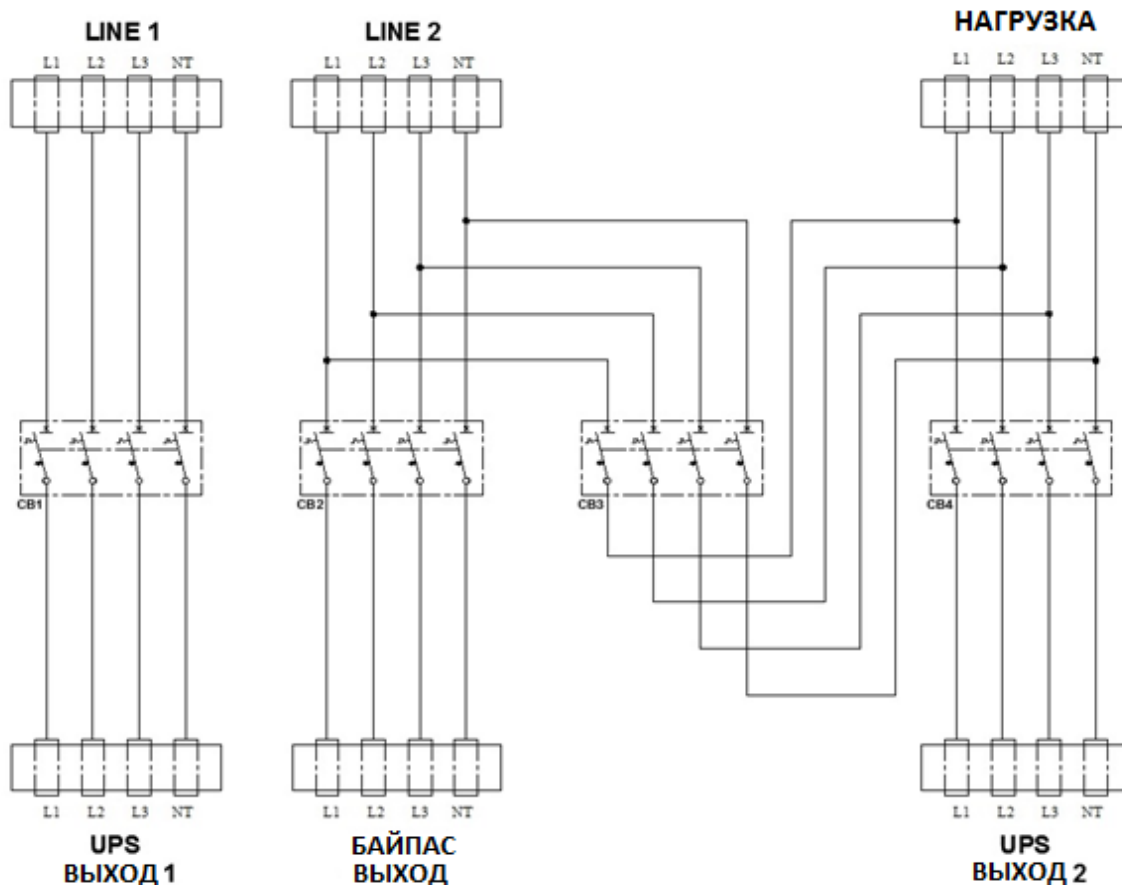 LINE 1
LINE 2
НАГРУЗКА
L1 L2 L3 NT
L1 L2 L3 NT
L1 L2 L3 NT
CB1
CB2
CB3
CB4
L1 L2 L3 NT
L1 L2 L3 NT
L1 L2 L3 NT
UPS
ВЫХОД 1
БАЙПАС
ВЫХОД
UPS
ВЫХОД 2